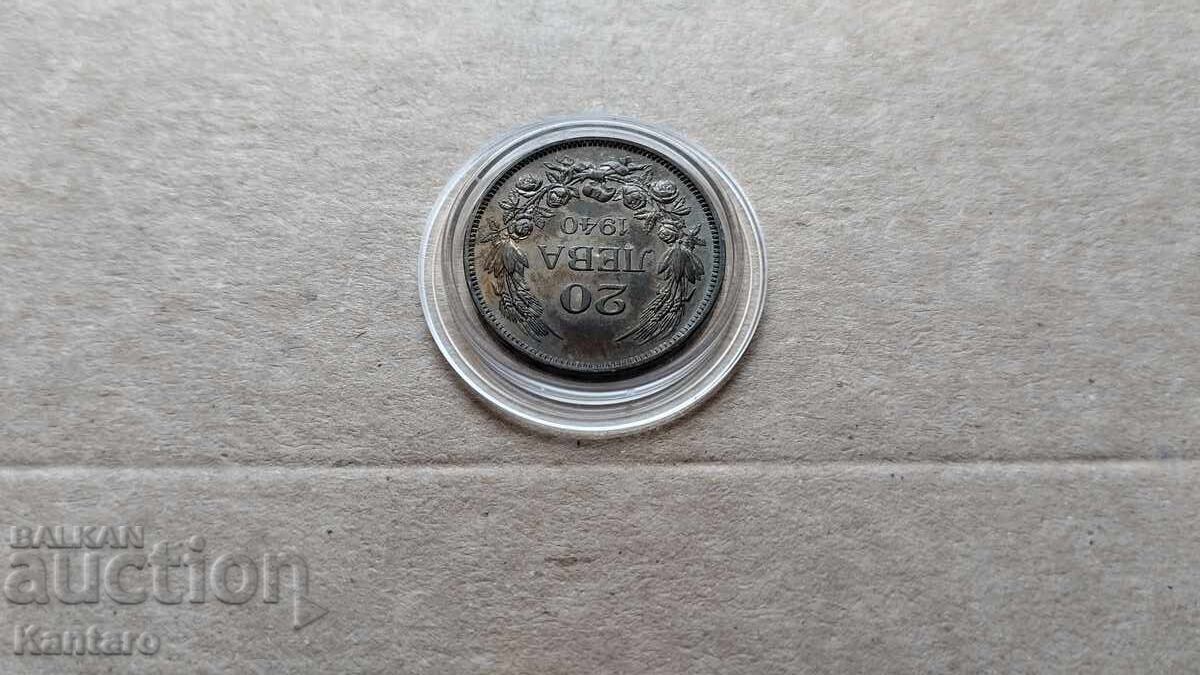 20
ЛЕВА
1940
BALKAN
auction
Kantaro